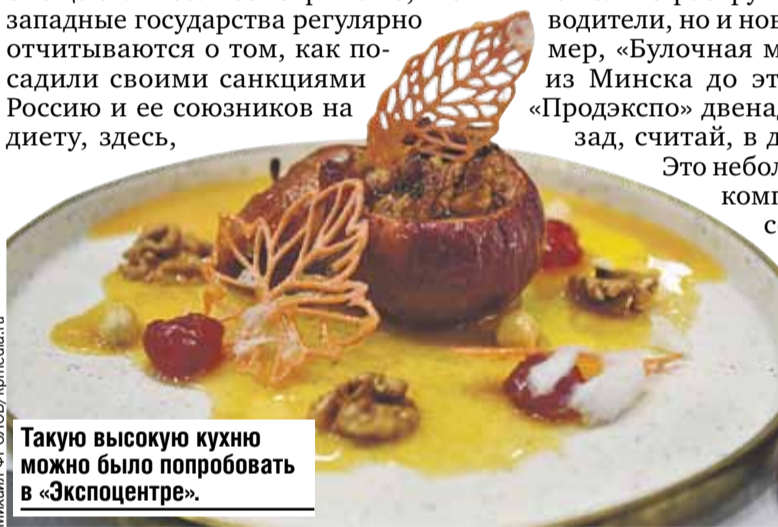 западные государства регулярно
отчитываются о том, как по-
садили своими санкциями
Россию и ее союзников на
диету, здесь,
водители, но и нов
мер, «Булочная м
из Минска до эт
«Продэкспо» двенад
зад, считай, в д
Это небол
комп
Такую высокую кухню
можно было попробовать
в «Экспоцентре».